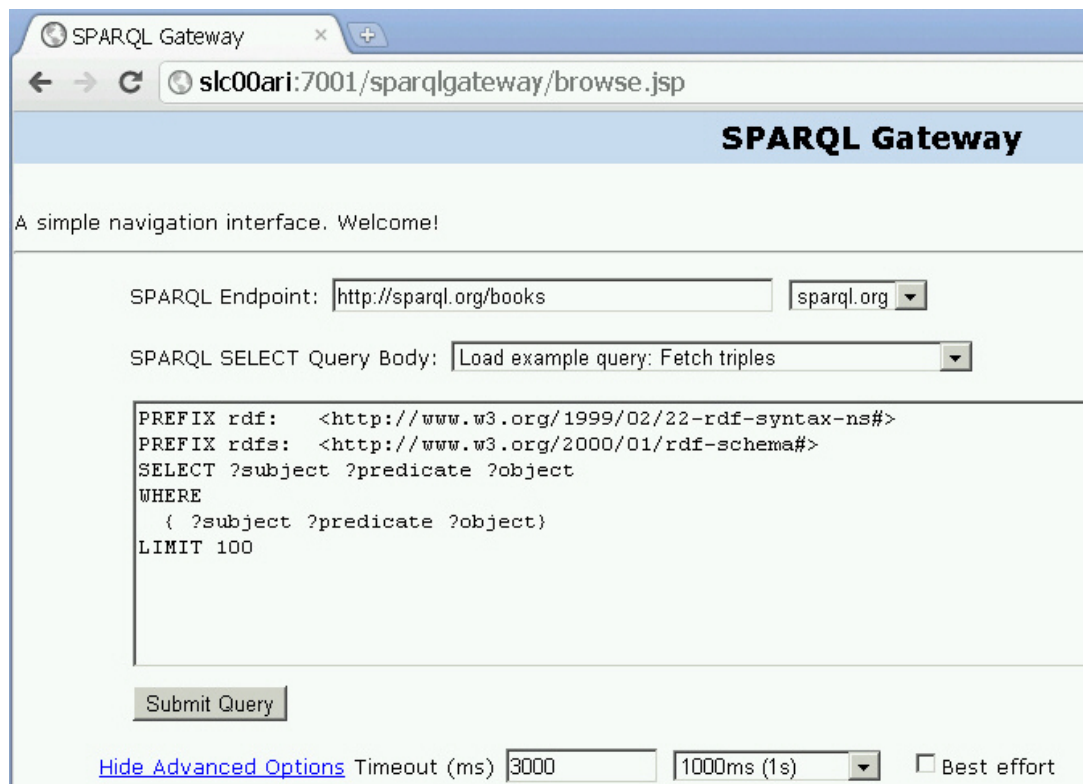 SPARQL Gateway
slc00ari:7001/sparqlgateway/browse.jsp
SPARQL Gateway
A simple navigation interface. Welcome!
SPARQL Endpoint: http://sparql.org/books sparql.org
SPARQL SELECT Query Body: Load example query: Fetch triples
PREFIX rdf:   <http://www.w3.org/1999/02/22-rdf-syntax-ns#>
PREFIX rdfs:  <http://www.w3.org/2000/01/rdf-schema#>
SELECT ?subject ?predicate ?object
WHERE
  { ?subject ?predicate ?object}
LIMIT 100
Submit Query
Hide Advanced Options Timeout (ms) 3000 1000ms (1s) Best effort